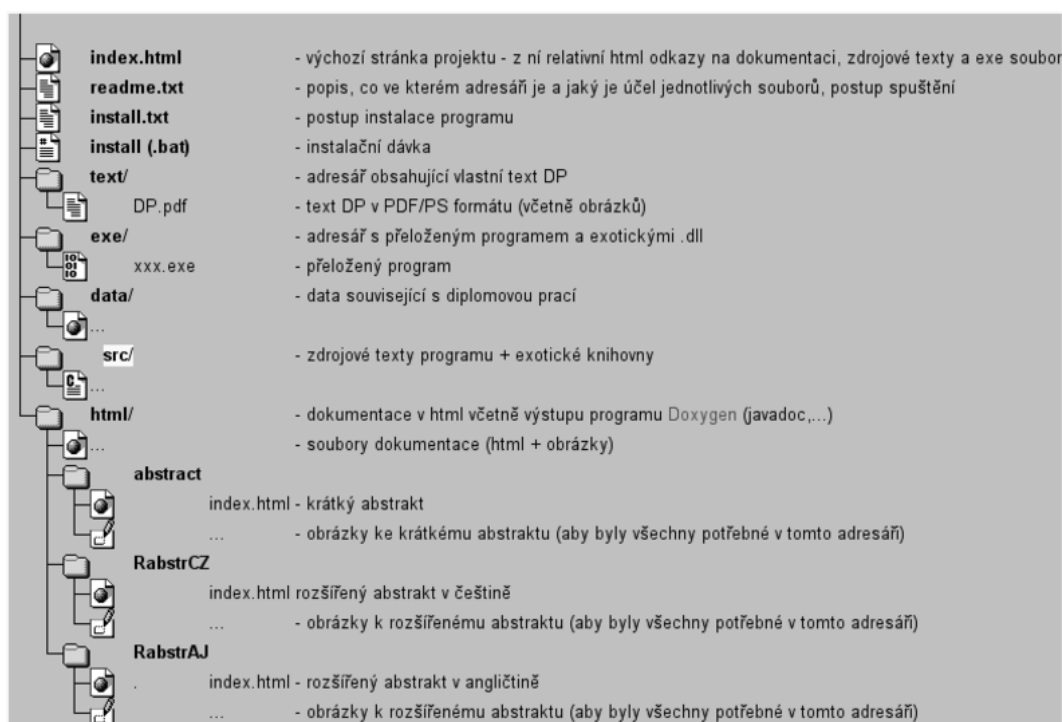 index.html - výchozí stránka projektu - z ní relativní html odkazy na dokumentaci, zdrojové texty a exe soubor
readme.txt - popis, co ve kterém adresáři je a jaký je účel jednotlivých souborů, postup spuštění
install.txt - postup instalace programu
install (.bat) - instalační dávka
text/ - adresář obsahující vlastní text DP
DP.pdf - text DP v PDF/PS formátu (včetně obrázků)
exe/ - adresář s přeloženým programem a exotickými .dll
xxx.exe - přeložený program
data/ - data související s diplomovou prací
...
src/ - zdrojové texty programu + exotické knihovny
...
html/ - dokumentace v html včetně výstupu programu Doxygen (javadoc,...)
... - soubory dokumentace (html + obrázky)
abstract
index.html - krátký abstrakt
... - obrázky ke krátkému abstraktu (aby byly všechny potřebné v tomto adresáři)
RabstrCZ
index.html rozšířený abstrakt v češtině
... - obrázky k rozšířenému abstraktu (aby byly všechny potřebné v tomto adresáři)
RabstrAJ
. index.html - rozšířený abstrakt v angličtině
... - obrázky k rozšířenému abstraktu (aby byly všechny potřebné v tomto adresáři)